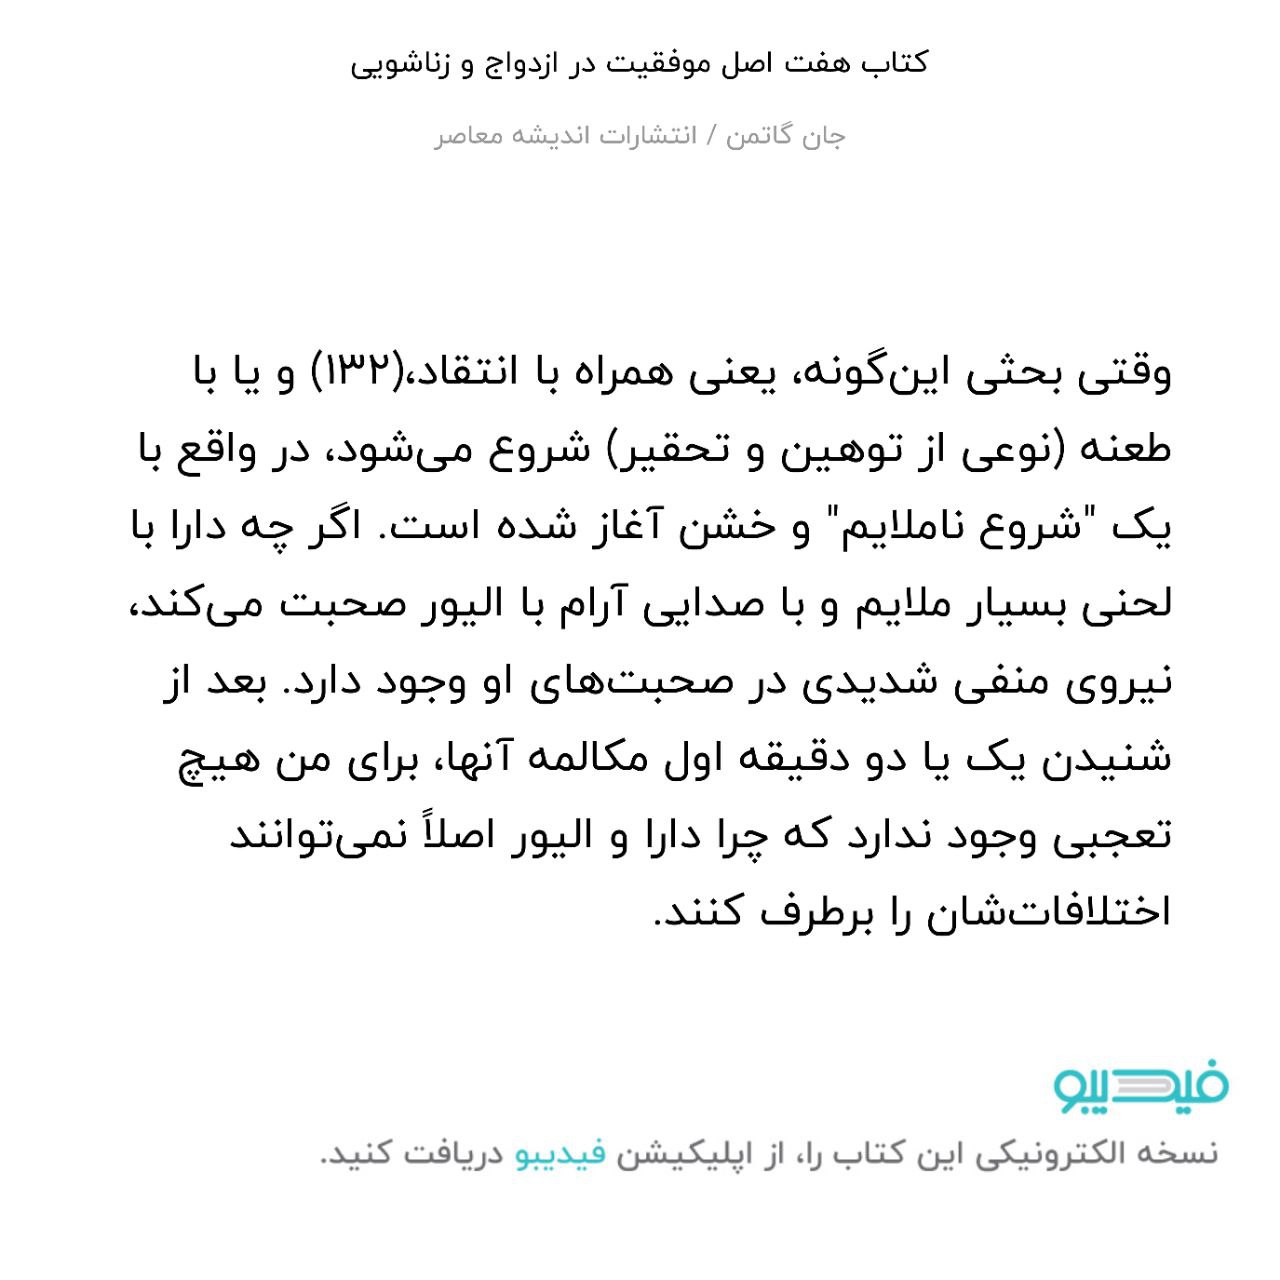 کتاب هفت اصل موفقیت در ازدواج و زناشویی
جان گاتمن / انتشارات اندیشه معاصر
وقتی بحثی این‌گونه، یعنی همراه با انتقاد،(۱۳۲) و یا با
طعنه (نوعی از توهین و تحقیر) شروع می‌شود، در واقع با
یک "شروع ناملایم" و خشن آغاز شده است. اگر چه دارا با
لحنی بسیار ملایم و با صدایی آرام با الیور صحبت می‌کند،
نیروی منفی شدیدی در صحبت‌های او وجود دارد. بعد از
شنیدن یک یا دو دقیقه اول مکالمه آنها، برای من هیچ
تعجبی وجود ندارد که چرا دارا و الیور اصلاً نمی‌توانند
اختلافات‌شان را برطرف کنند.
فیدیبو
نسخه الکترونیکی این کتاب را، از اپلیکیشن فیدیبو دریافت کنید.